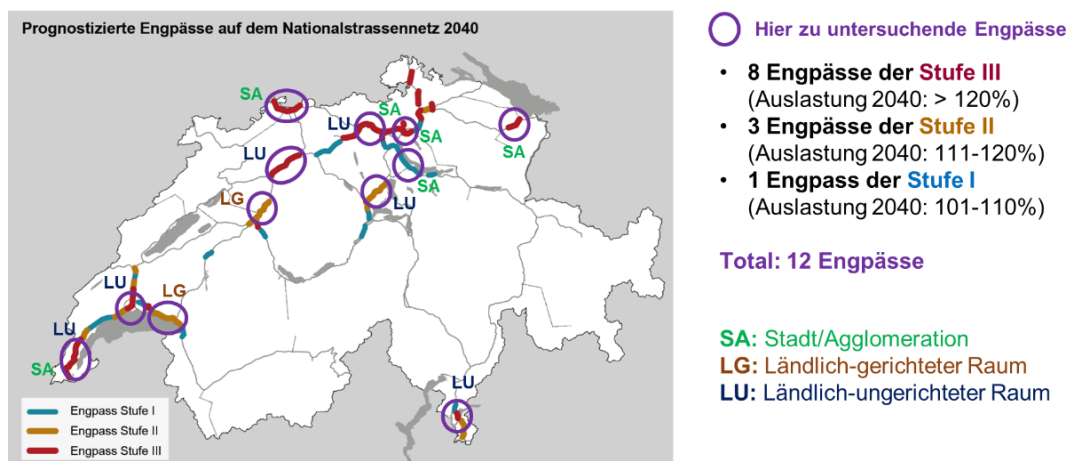 Prognostizierte Engpässe auf dem Nationalstrassennetz 2040
SA
LU
SA
SA
SA
LU
SA
LG
LU
LU
LG
LU
SA
LU
Engpass Stufe I
Engpass Stufe II
Engpass Stufe III
Hier zu untersuchende Engpässe
• 8 Engpässe der Stufe III
(Auslastung 2040: > 120%)
• 3 Engpässe der Stufe II
(Auslastung 2040: 111-120%)
• 1 Engpass der Stufe I
(Auslastung 2040: 101-110%)
Total: 12 Engpässe
SA: Stadt/Agglomeration
LG: Ländlich-gerichteter Raum
LU: Ländlich-ungerichteter Raum